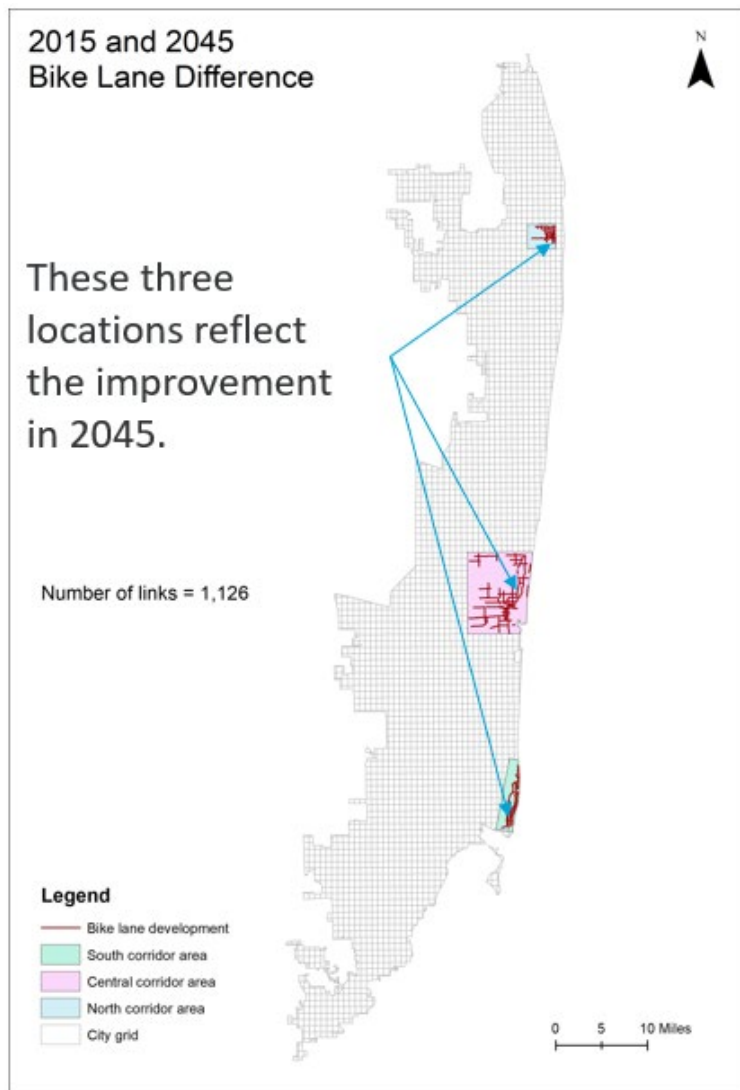 2015 and 2045
Bike Lane Difference
N
These three
locations reflect
the improvement
in 2045.
Number of links = 1,126
Legend
Bike lane development
South corridor area
Central corridor area
North corridor area
City grid
0 5 10 Miles